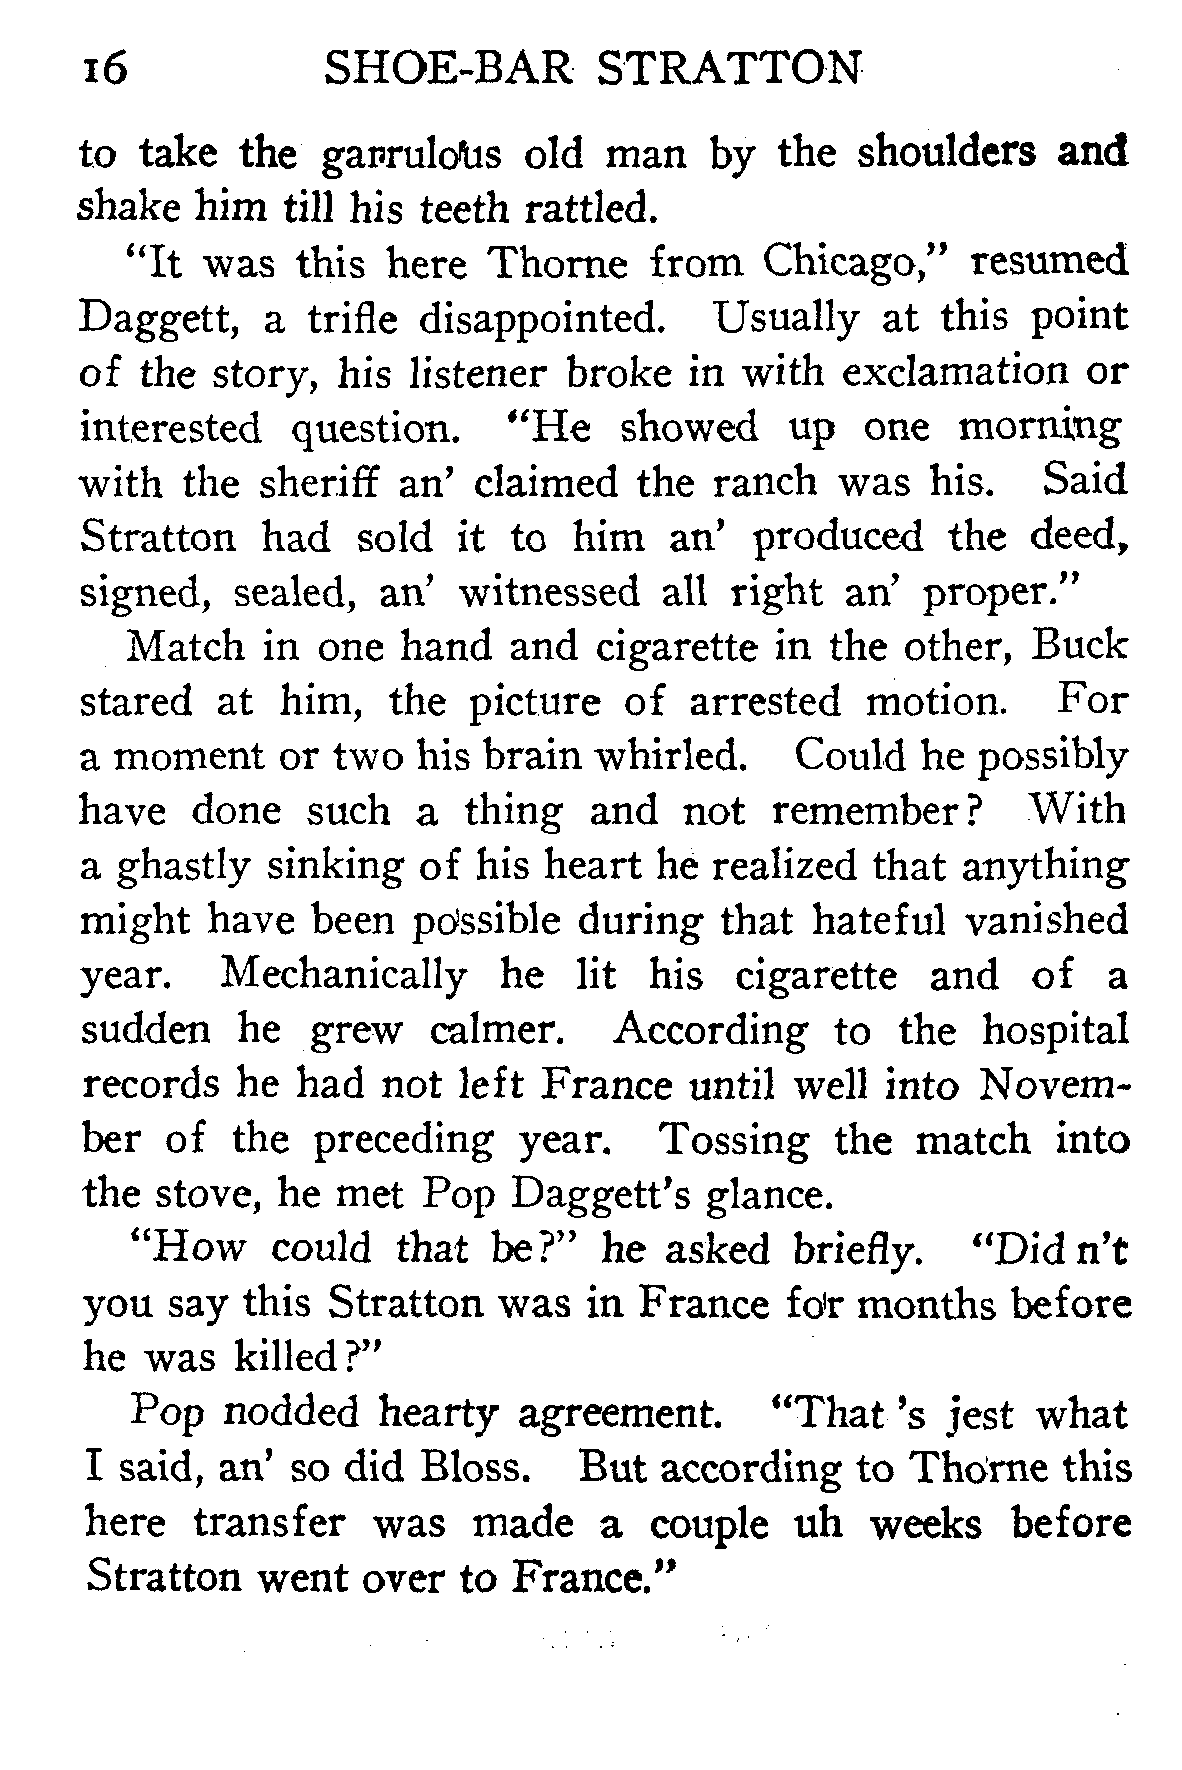 16 SHOE-BAR STRATTON
to take the garrulous old man by the shoulders and
shake him till his teeth rattled.
“It was this here Thorne from Chicago,” resumed
Daggett, a trifle disappointed. Usually at this point
of the story, his listener broke in with exclamation or
interested question. “He showed up one morning
with the sheriff an’ claimed the ranch was his. Said
Stratton had sold it to him an’ produced the deed,
signed, sealed, an’ witnessed all right an’ proper.”
Match in one hand and cigarette in the other, Buck
stared at him, the picture of arrested motion. For
a moment or two his brain whirled. Could he possibly
have done such a thing and not remember? With
a ghastly sinking of his heart he realized that anything
might have been possible during that hateful vanished
year. Mechanically he lit his cigarette and of a
sudden he grew calmer. According to the hospital
records he had not left France until well into Novem-
ber of the preceding year. Tossing the match into
the stove, he met Pop Daggett’s glance.
“How could that be?” he asked briefly. “Did n’t
you say this Stratton was in France for months before
he was killed?”
Pop nodded hearty agreement. “That ’s jest what
I said, an’ so did Bloss. But according to Thorne this
here transfer was made a couple uh weeks before
Stratton went over to France.”